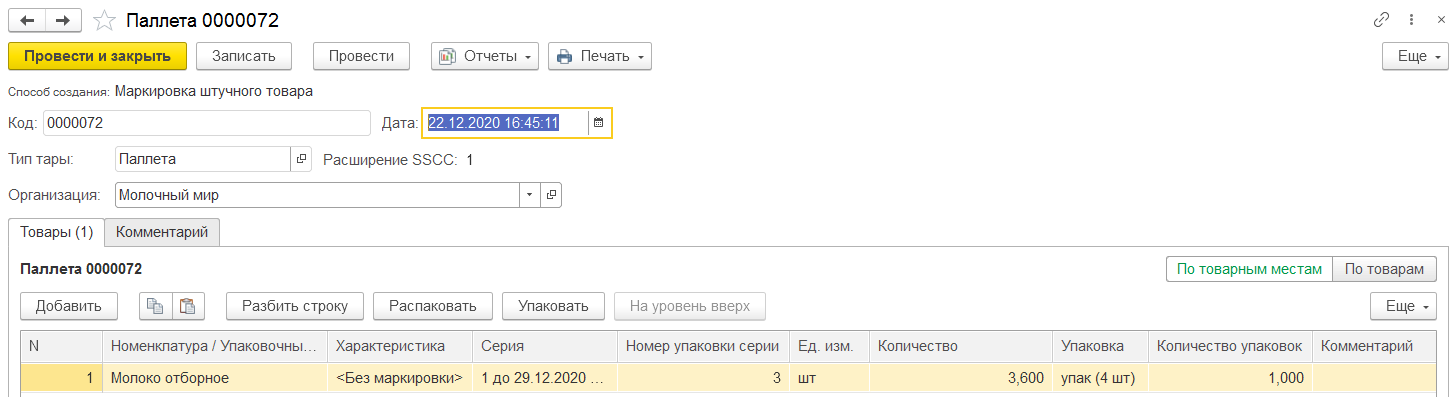 Паллета 0000072
Провести и закрыть Записать Провести Отчеты Печать Еще
Способ создания: Маркировка штучного товара
Код: 0000072 Дата: 22.12.2020 16:45:11
Тип тары: Паллета Расширение SSCC: 1
Организация: Молочный мир
Товары (1) Комментарий
Паллета 0000072 По товарным местам По товарам
Добавить Разбить строку Распаковать Упаковать На уровень вверх Еще
N Номенклатура / Упаковочны... Характеристика Серия Номер упаковки серии Ед. изм. Количество Упаковка Количество упаковок Комментарий
1 Молоко отборное <Без маркировки> 1 до 29.12.2020 ... 3 шт 3,600 упак (4 шт) 1,000